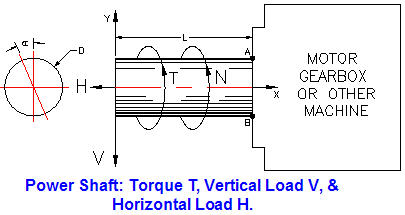 Y
L
A
R
D
MOTOR
GEARBOX
OR OTHER
MACHINE
H
T
N
X
B
V
Power Shaft: Torque T, Vertical Load V, &
Horizontal Load H.